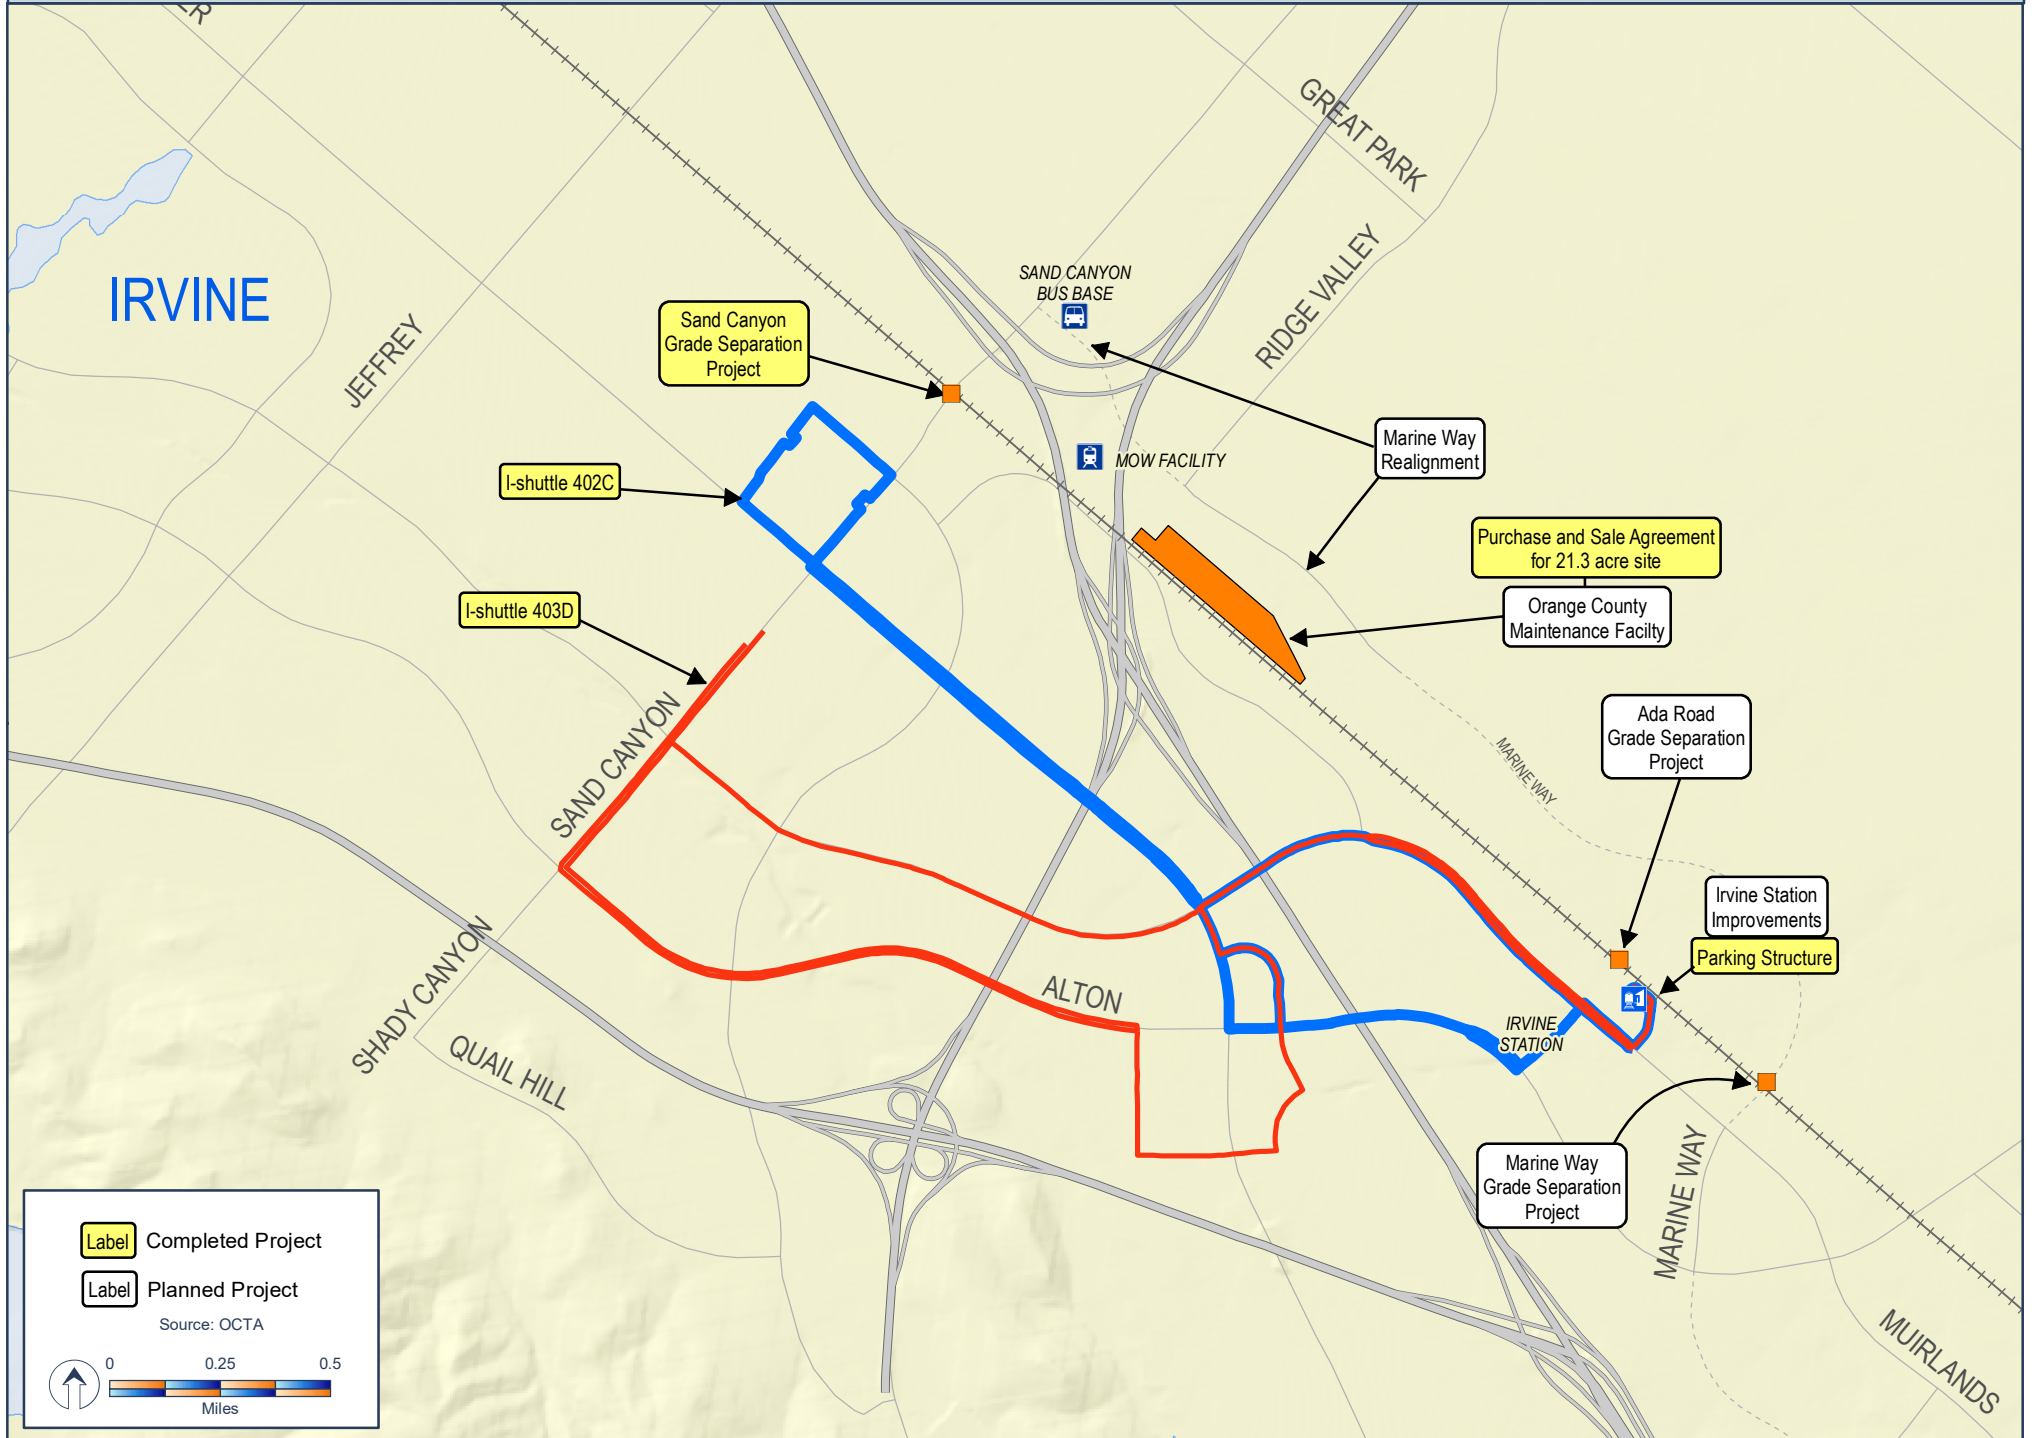 ER
GREAT PARK
RIDGE VALLEY
IRVINE
JEFFREY
SAND CANYON
BUS BASE
Sand Canyon
Grade Separation
Project
MOW FACILITY
Marine Way
Realignment
I-shuttle 402C
Purchase and Sale Agreement
for 21.3 acre site
Orange County
Maintenance Facilty
I-shuttle 403D
SAND CANYON
Ada Road
Grade Separation
Project
MARINE WAY
Irvine Station
Improvements
Parking Structure
SHADY CANYON
ALTON
QUAIL HILL
IRVINE
STATION
1
Marine Way
Grade Separation
Project
MARINE WAY
MUIRLANDS
Label Completed Project
Label Planned Project
Source: OCTA
0 0.25 0.5
Miles